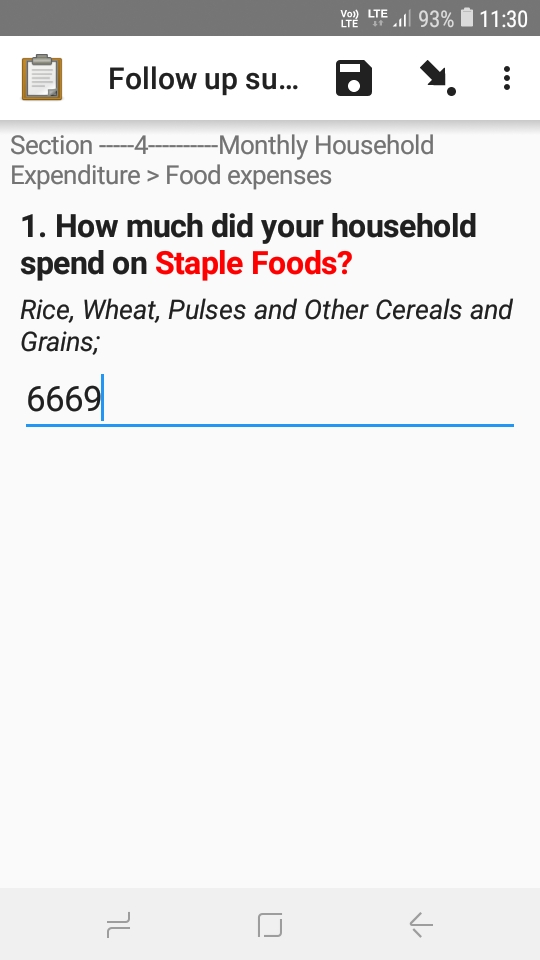 Vo)) LTE LTE 93% 11:30
Follow up su...
Section -----4----------Monthly Household
Expenditure > Food expenses
1. How much did your household
spend on Staple Foods?
Rice, Wheat, Pulses and Other Cereals and
Grains;
6669